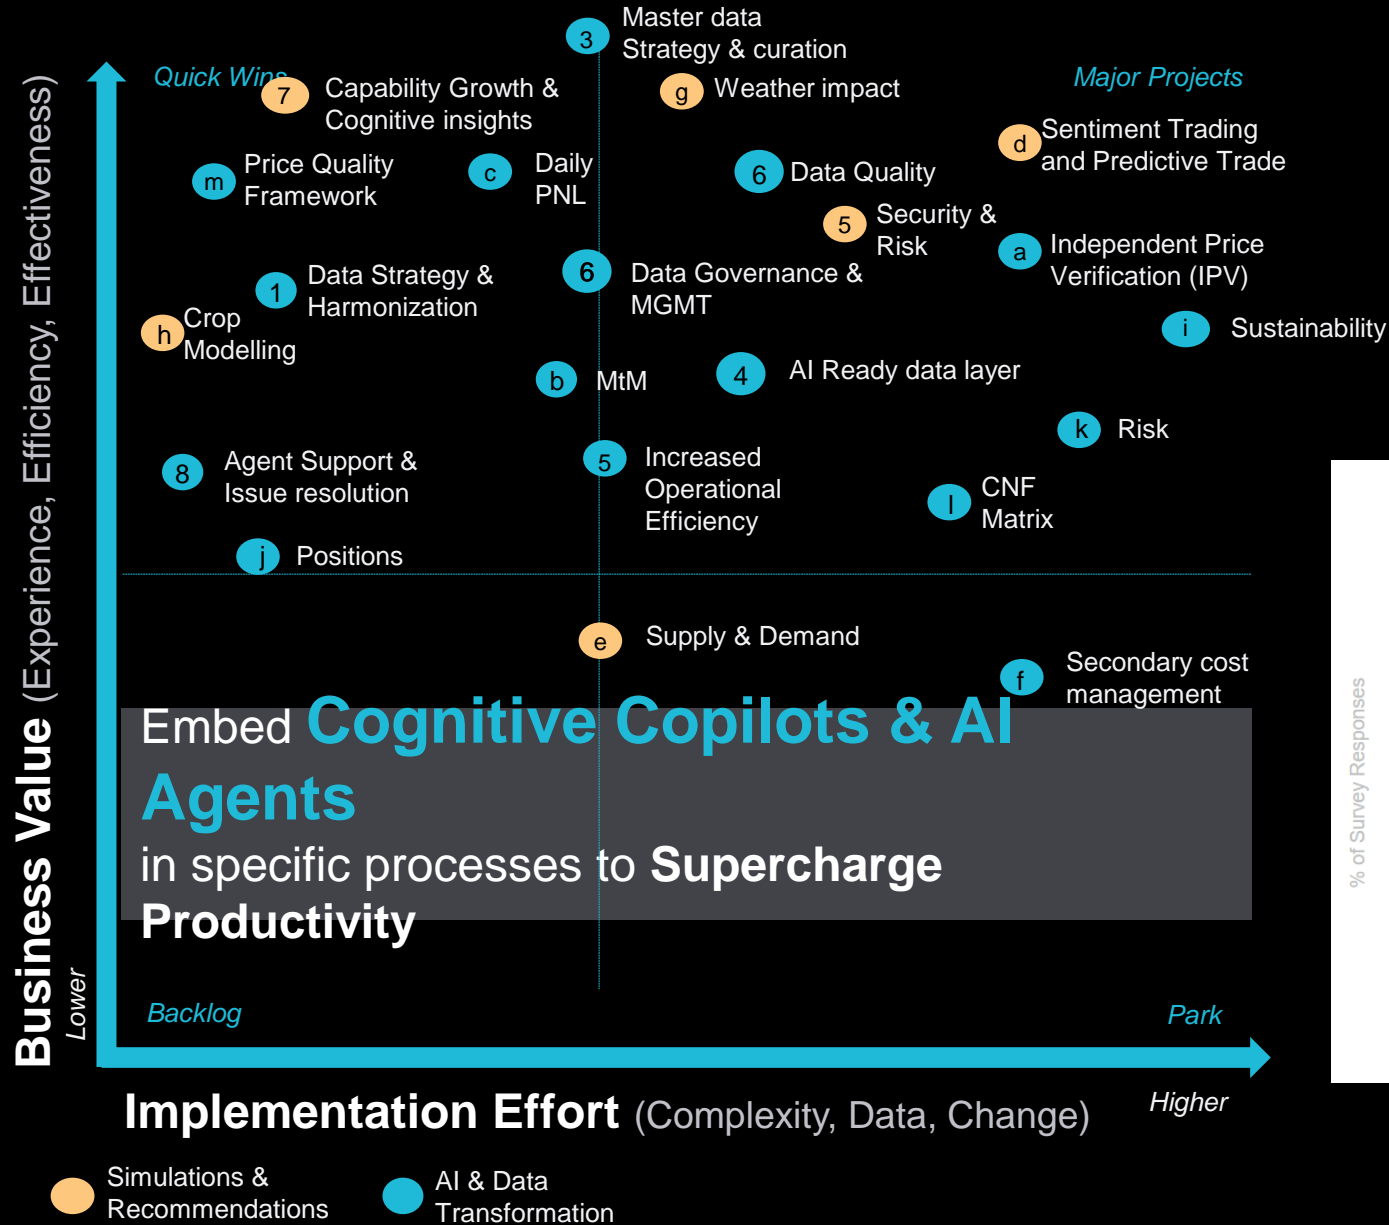 Master data
Strategy & curation
3
Quick Wins
7
Capability Growth &
Cognitive insights
g
Weather impact
Major Projects
d
Sentiment Trading
and Predictive Trade
m
Price Quality
Framework
c
Daily
PNL
6
Data Quality
5
Security &
Risk
a
Independent Price
Verification (IPV)
1
Data Strategy &
Harmonization
6
Data Governance &
MGMT
h
Crop
Modelling
i
Sustainability
b
MtM
4
AI Ready data layer
k
Risk
8
Agent Support &
Issue resolution
5
Increased
Operational
Efficiency
l
CNF
Matrix
j
Positions
e
Supply & Demand
f
Secondary cost
management
Embed Cognitive Copilots & AI
Agents
in specific processes to Supercharge
Productivity
Business Value (Experience, Efficiency, Effectiveness)
Lower
Backlog
Park
Implementation Effort (Complexity, Data, Change)
Higher
Simulations &
Recommendations
AI & Data
Transformation
% of Survey Responses